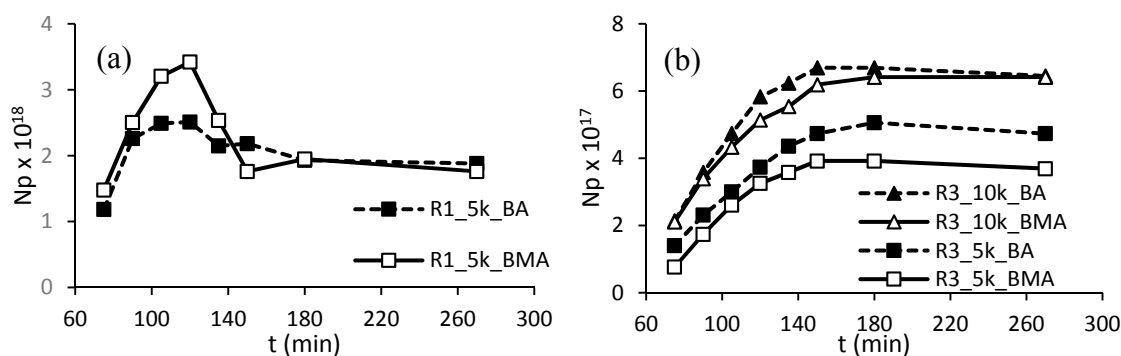 (a)
Np x 10^18
4
3
2
1
0
60 100 140 180 220 260 300
t (min)
R1_5k_BA
R1_5k_BMA
(b)
Np x 10^17
8
6
4
2
0
60 100 140 180 220 260 300
t (min)
R3_10k_BA
R3_10k_BMA
R3_5k_BA
R3_5k_BMA